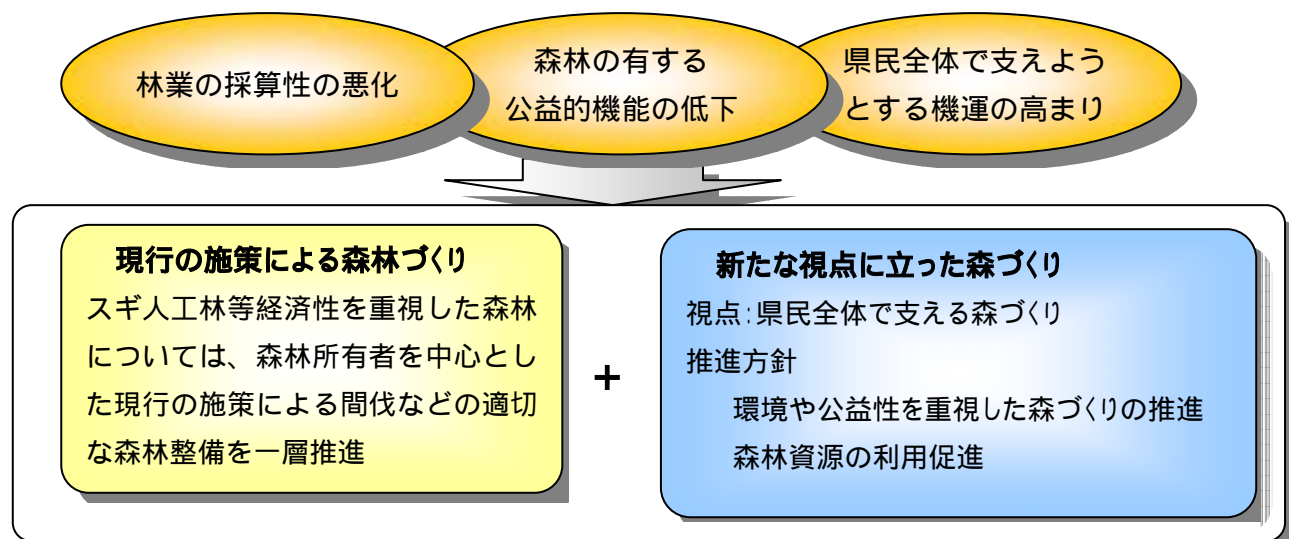 林業の採算性の悪化
森林の有する
公益的機能の低下
県民全体で支えよう
とする機運の高まり
現行の施策による森林づくり
スギ人工林等経済性を重視した森林
については、森林所有者を中心とし
た現行の施策による間伐などの適切
な森林整備を一層推進
+
新たな視点に立った森づくり
視点:県民全体で支える森づくり
推進方針
環境や公益性を重視した森づくりの推進
森林資源の利用促進